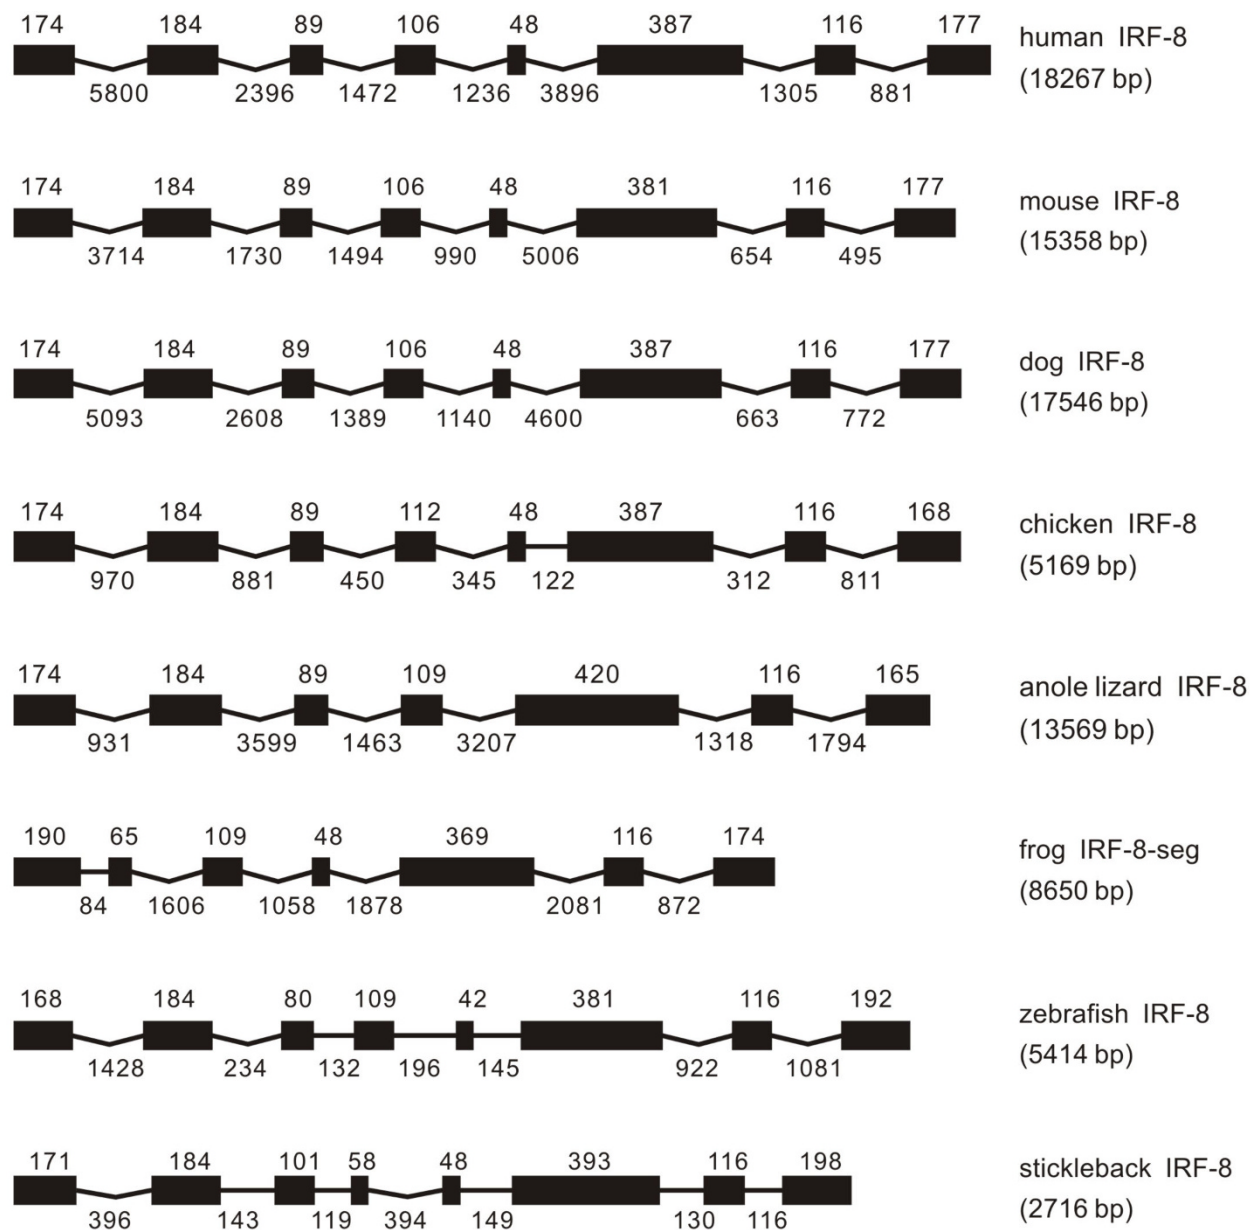 174 184 89 106 48 387 116 177
human IRF-8
5800 2396 1472 1236 3896 1305 881
(18267 bp)
174 184 89 106 48 381 116 177
mouse IRF-8
3714 1730 1494 990 5006 654 495
(15358 bp)
174 184 89 106 48 387 116 177
dog IRF-8
5093 2608 1389 1140 4600 663 772
(17546 bp)
174 184 89 112 48 387 116 168
chicken IRF-8
970 881 450 345 122 312 811
(5169 bp)
174 184 89 109 420 116 165
anole lizard IRF-8
931 3599 1463 3207 1318 1794
(13569 bp)
190 65 109 48 369 116 174
frog IRF-8-seg
84 1606 1058 1878 2081 872
(8650 bp)
168 184 80 109 42 381 116 192
zebrafish IRF-8
1428 234 132 196 145 922 1081
(5414 bp)
171 184 101 58 48 393 116 198
stickleback IRF-8
396 143 119 394 149 130 116
(2716 bp)